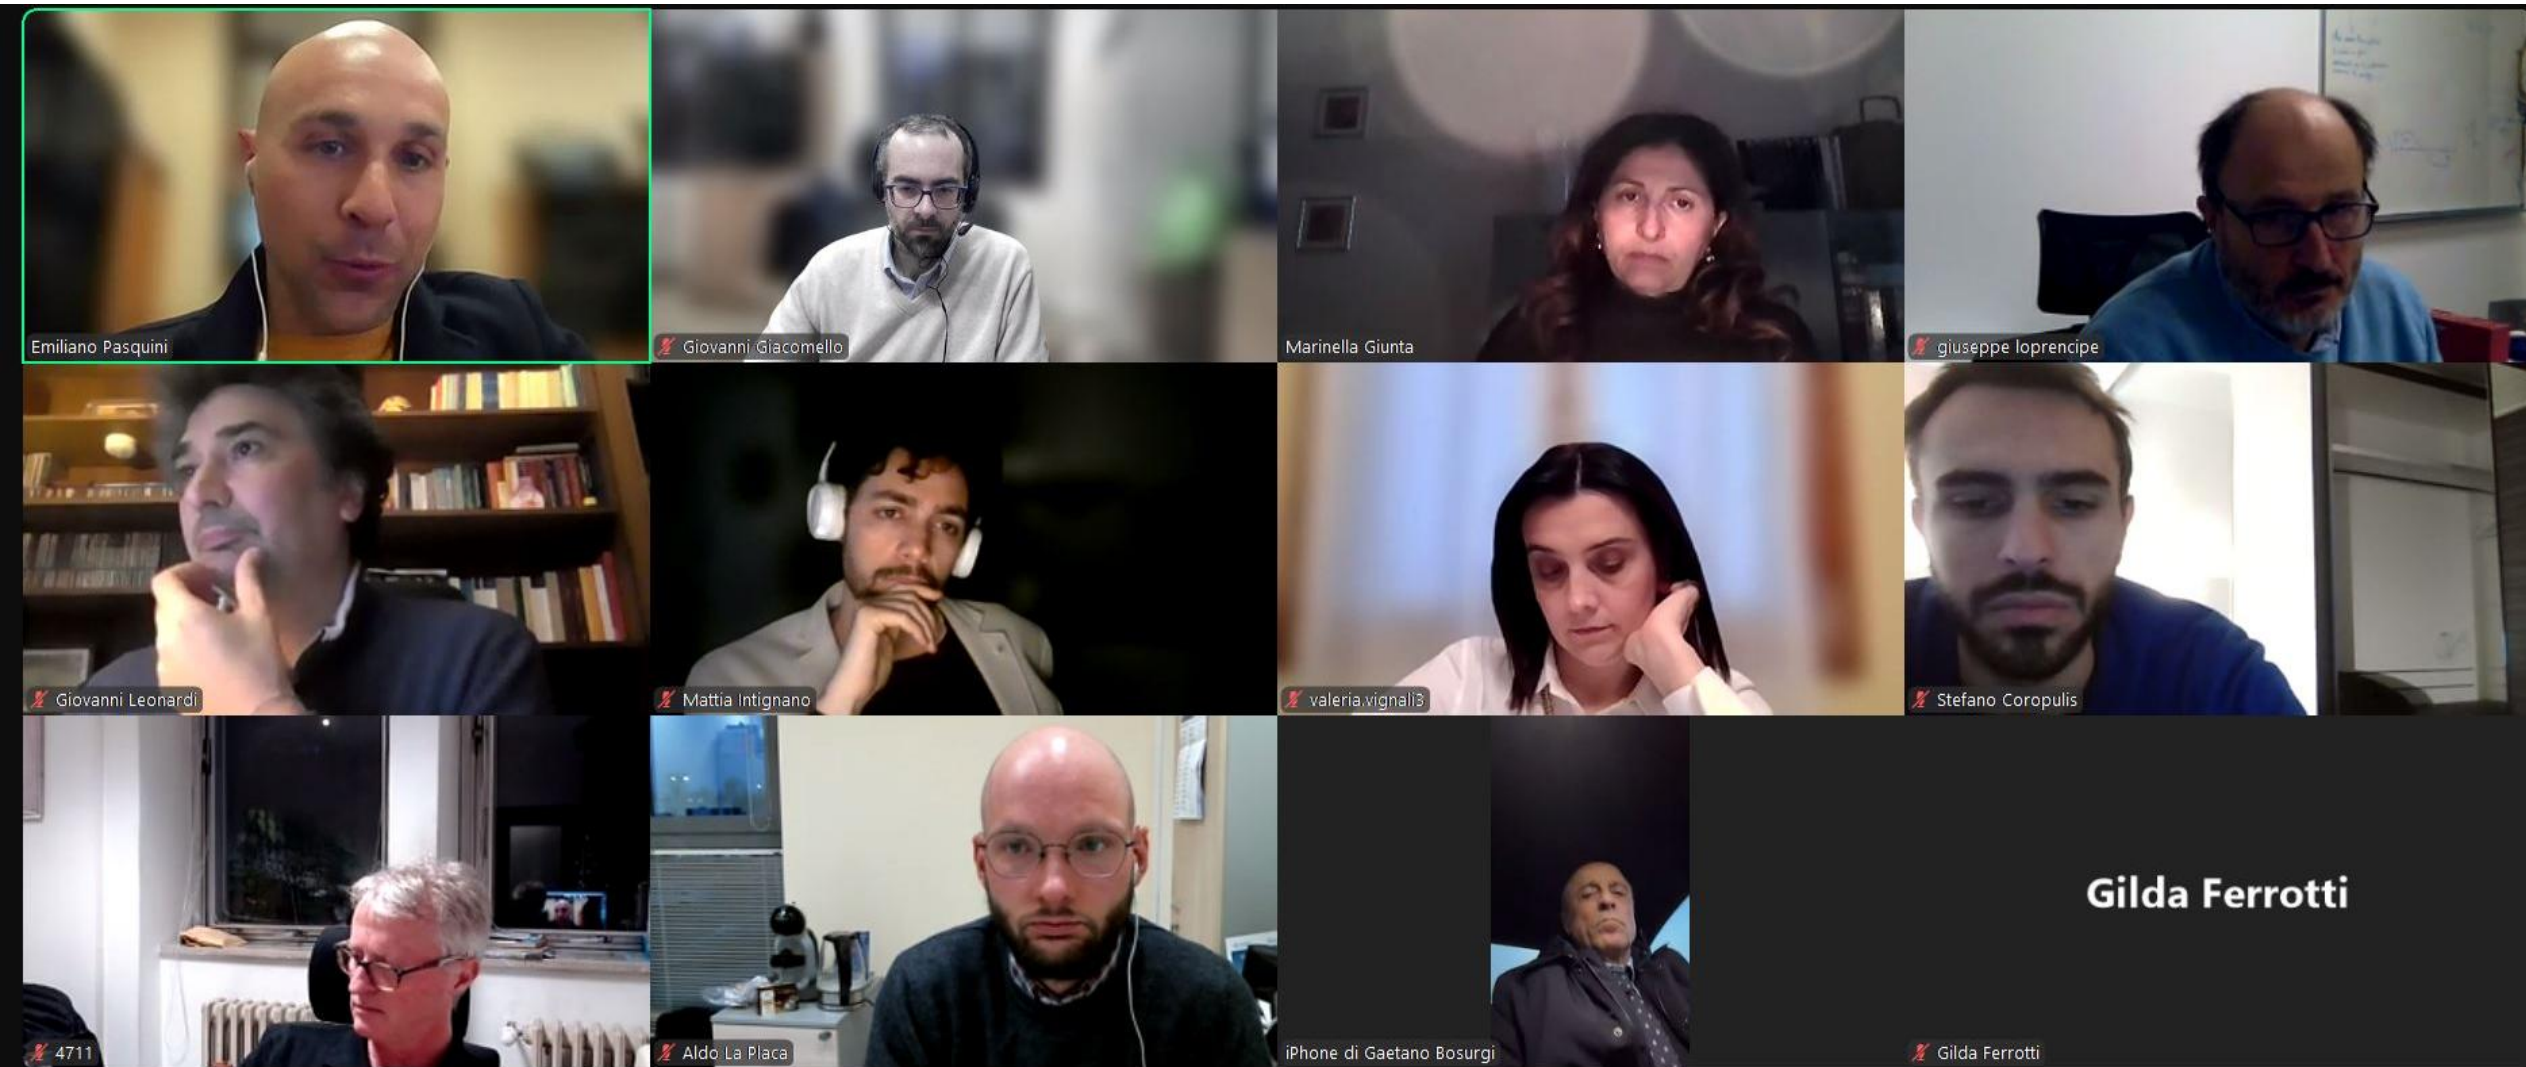 Emiliano Pasquini
Giovanni Giacomello
Marinella Giunta
giuseppe loprencipe
Giovanni Leonardi
Mattia Intignano
valeria.vignali3
Stefano Coropulis
4711
Aldo La Placa
iPhone di Gaetano Bosurgi
Gilda Ferrotti
Gilda Ferrotti